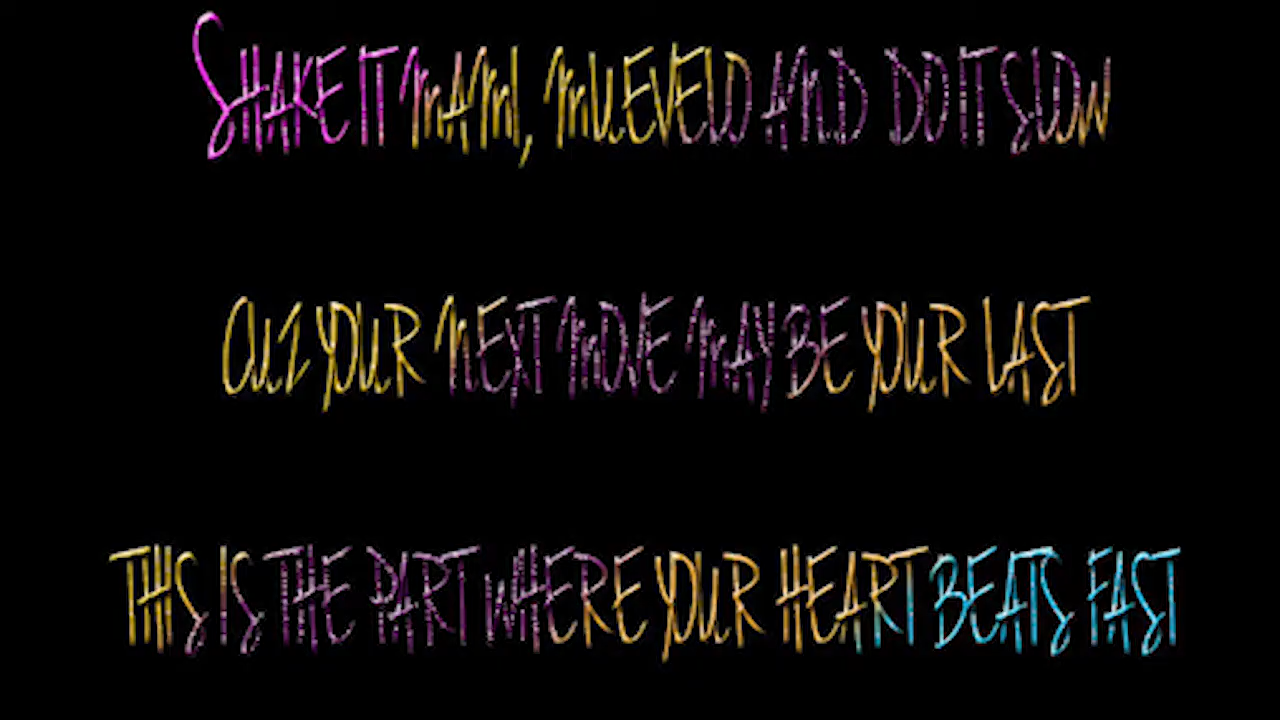 SHAKE IT MAMI, MUEVELO AND DO IT SLOW
CUZ YOUR NEXT MOVE MAY BE YOUR LAST
THIS IS THE PART WHERE YOUR HEART BEATS FAST